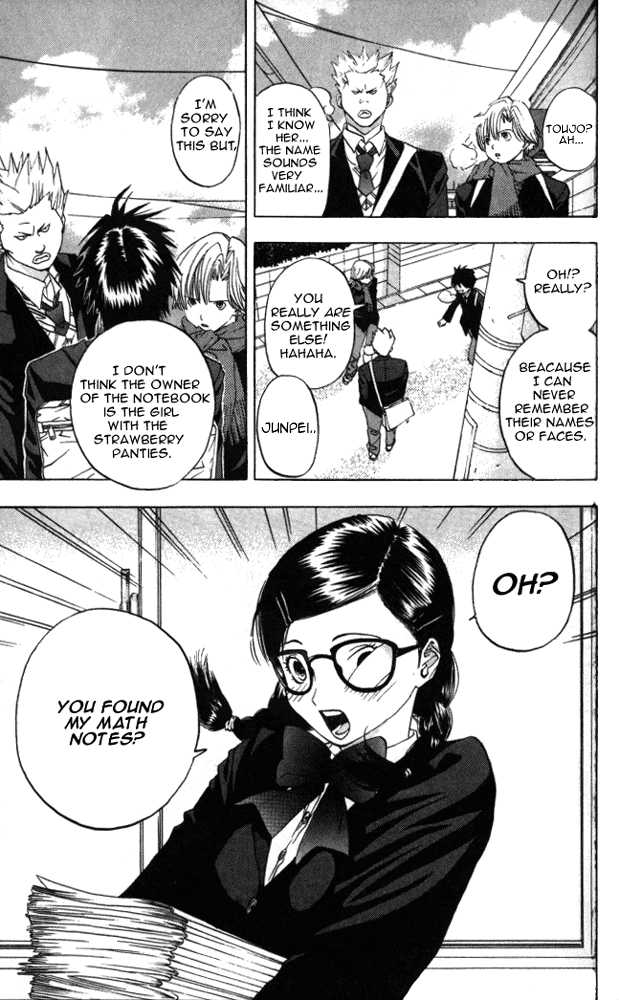 TOUJO?
AH...
I THINK
I KNOW
HER...
THE NAME
SOUNDS
VERY
FAMILIAR...
OH!?
REALLY?
BEACAUSE
I CAN
NEVER
REMEMBER
THEIR NAMES
OR FACES.
YOU
REALLY ARE
SOMETHING
ELSE!
HAHAHA.
JUNPEI..
I'M
SORRY
TO SAY
THIS BUT,
I DON'T
THINK THE OWNER
OF THE NOTEBOOK
IS THE GIRL
WITH THE
STRAWBERRY
PANTIES.
OH?
YOU FOUND
MY MATH
NOTES?